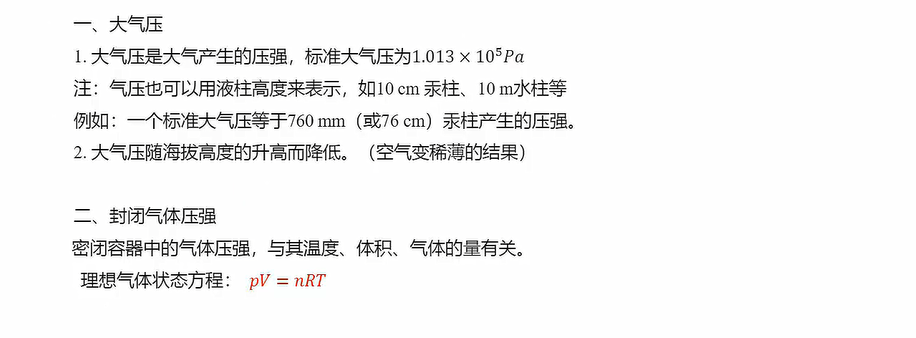 一、大气压
1. 大气压是大气产生的压强，标准大气压为1.013 × 10⁵Pa
注：气压也可以用液柱高度来表示，如10 cm 汞柱、10 m水柱等
例如：一个标准大气压等于760 mm（或76 cm）汞柱产生的压强。
2. 大气压随海拔高度的升高而降低。（空气变稀薄的结果）
二、封闭气体压强
密闭容器中的气体压强，与其温度、体积、气体的量有关。
理想气体状态方程： pV = nRT